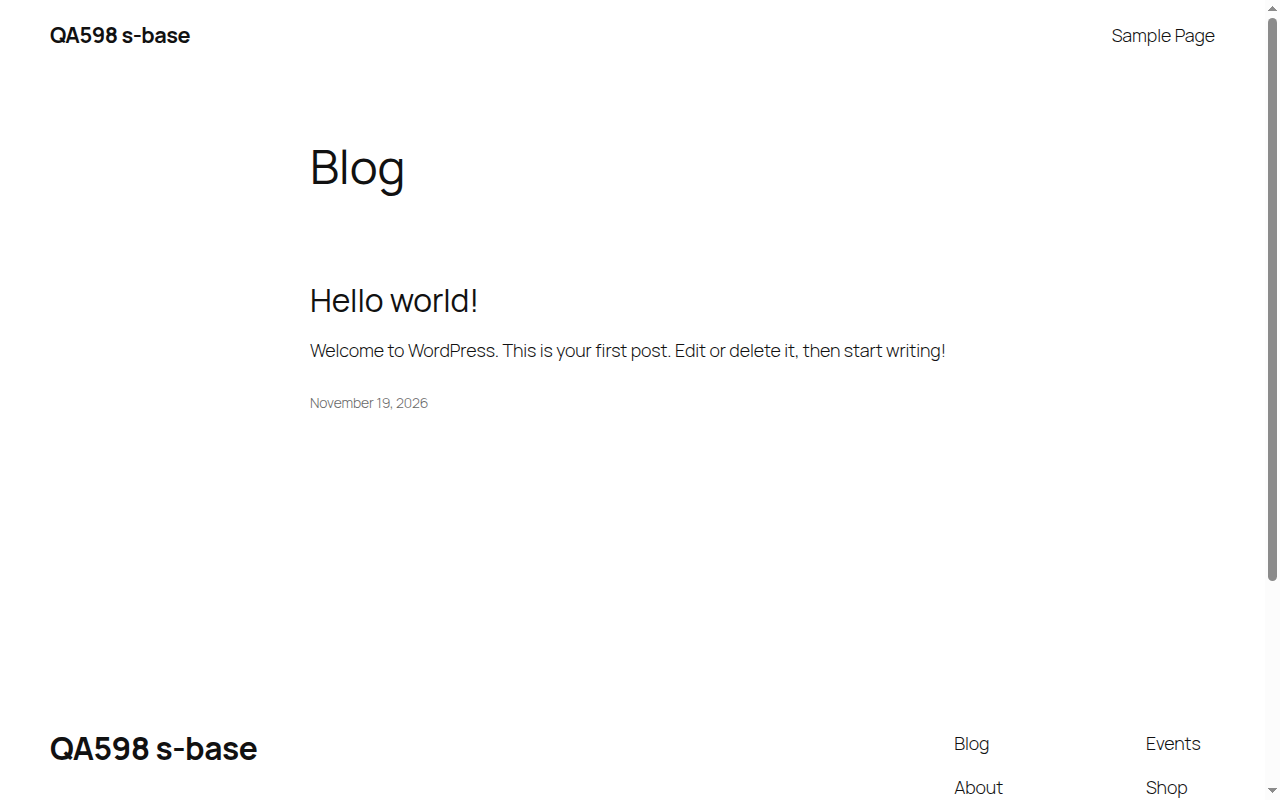 QA598 s-base
Sample Page
Blog
Hello world!
Welcome to WordPress. This is your first post. Edit or delete it, then start writing!
November 19, 2026
QA598 s-base
Blog
Events
About
Shop